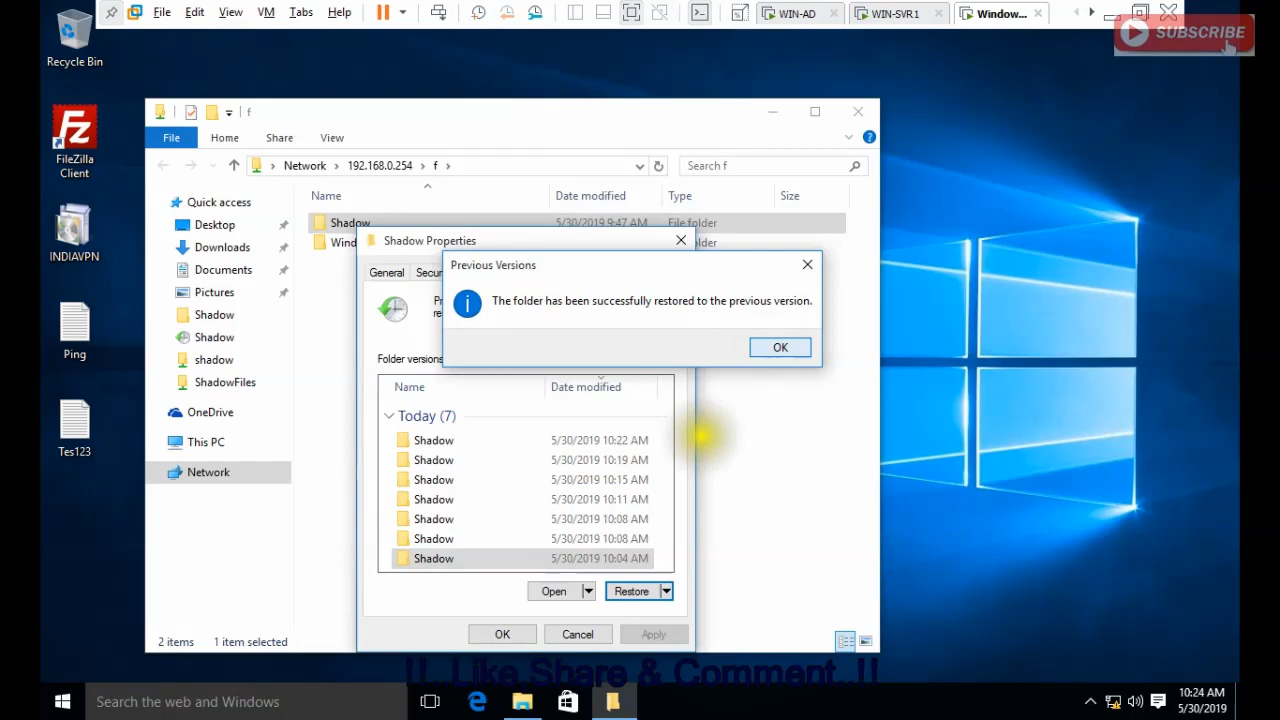 File Edit View VM Tabs Help
WIN-AD
WIN-SVR1
Window...
SUBSCRIBE
Recycle Bin
FileZilla
Client
INDIAVPN
Ping
Tes123
f
File Home Share View
Network 192.168.0.254 f
Search f
Name Date modified Type Size
Shadow 5/30/2019 9:47 AM File folder
Wind
Quick access
Desktop
Downloads
Documents
Pictures
Shadow
Shadow
shadow
ShadowFiles
OneDrive
This PC
Network
2 items 1 item selected
Shadow Properties
General Secur
Previous Versions
The folder has been successfully restored to the previous version.
OK
Folder versions
Name Date modified
Today (7)
Shadow 5/30/2019 10:22 AM
Shadow 5/30/2019 10:19 AM
Shadow 5/30/2019 10:15 AM
Shadow 5/30/2019 10:11 AM
Shadow 5/30/2019 10:08 AM
Shadow 5/30/2019 10:08 AM
Shadow 5/30/2019 10:04 AM
Open Restore
OK Cancel Apply
!!..Like Share & Comment..!!
Search the web and Windows
10:24 AM
5/30/2019